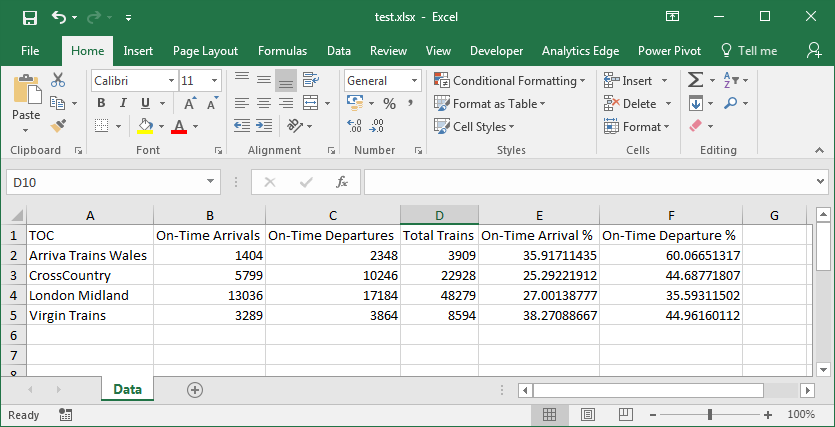 test.xlsx - Excel
File Home Insert Page Layout Formulas Data Review View Developer Analytics Edge Power Pivot Tell me
Calibri 11 General Conditional Formatting Insert
Paste B I U A A % , Format as Table Delete
A .00 .0 Cell Styles Format
Clipboard Font Alignment Number Styles Cells Editing
D10 fx
A B C D E F G
1 TOC On-Time Arrivals On-Time Departures Total Trains On-Time Arrival % On-Time Departure %
2 Arriva Trains Wales 1404 2348 3909 35.91711435 60.06651317
3 CrossCountry 5799 10246 22928 25.29221912 44.68771807
4 London Midland 13036 17184 48279 27.00138777 35.59311502
5 Virgin Trains 3289 3864 8594 38.27088667 44.96160112
6
7
8
Data
Ready 100%